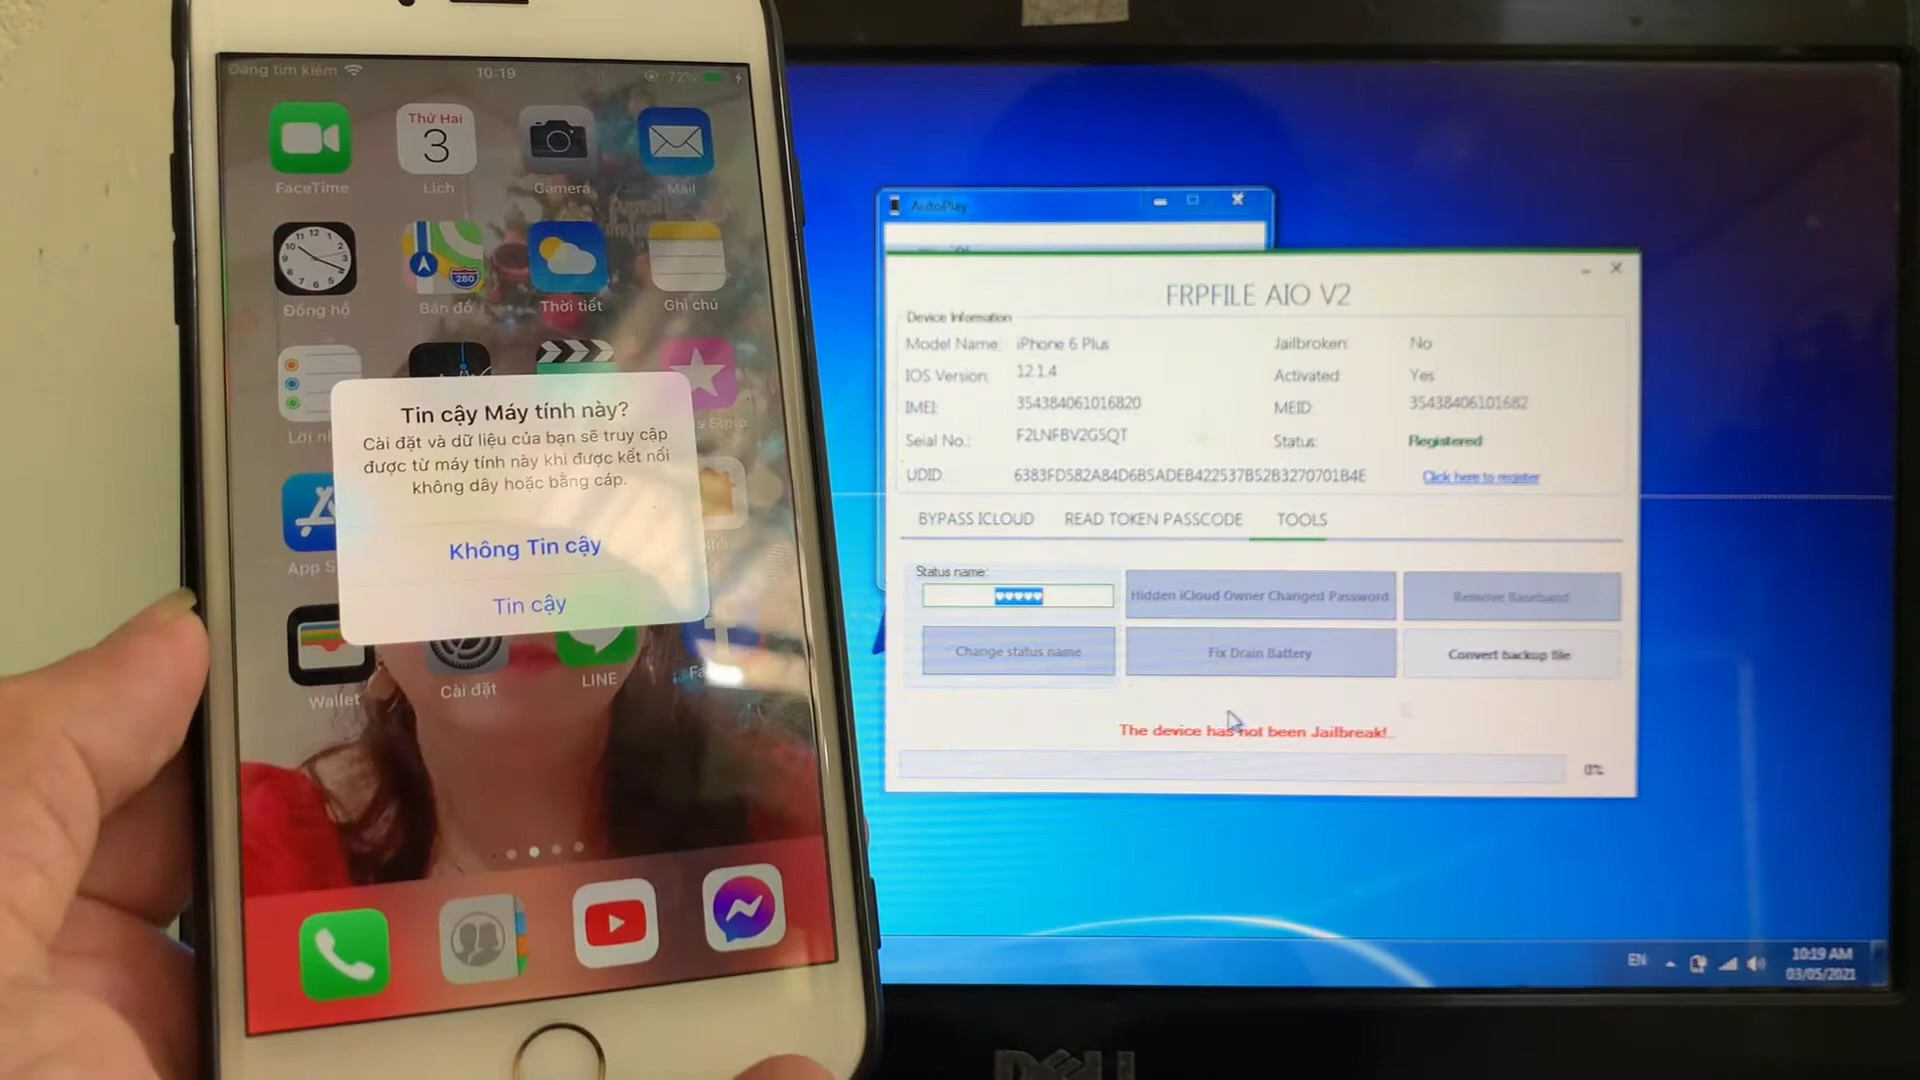 Đang tìm kiếm
10:19
72%
FaceTime
Thứ Hai
3
Lịch
Camera
Mail
Đồng hồ
280
Bản đồ
Thời tiết
Ghi chú
Lời
Tin cậy Máy tính này?
Cài đặt và dữ liệu của bạn sẽ truy cập
được từ máy tính này khi được kết nối
không dây hoặc bằng cáp.
Không Tin cậy
Tin cậy
App S
Wallet
Cài đặt
LINE
Fa
AutoPlay
FRPFILE AIO V2
Device Information
Model Name: iPhone 6 Plus
Jailbroken: No
IOS Version: 12.1.4
Activated: Yes
IMEI: 354384061016820
MEID: 35438406101682
Serial No.: F2LNFBV2G5QT
Status: Registered
UDID: 6383FD582A84D6B5ADEB422537B52B3270701B4E
Click here to register
BYPASS ICLOUD READ TOKEN PASSCODE TOOLS
Status name:
♥♥♥♥♥
Hidden iCloud Owner Changed Password
Remove Baseband
Change status name
Fix Drain Battery
Convert backup file
The device has not been Jailbreak!..
0%
EN
10:19 AM
03/05/2021
DELL